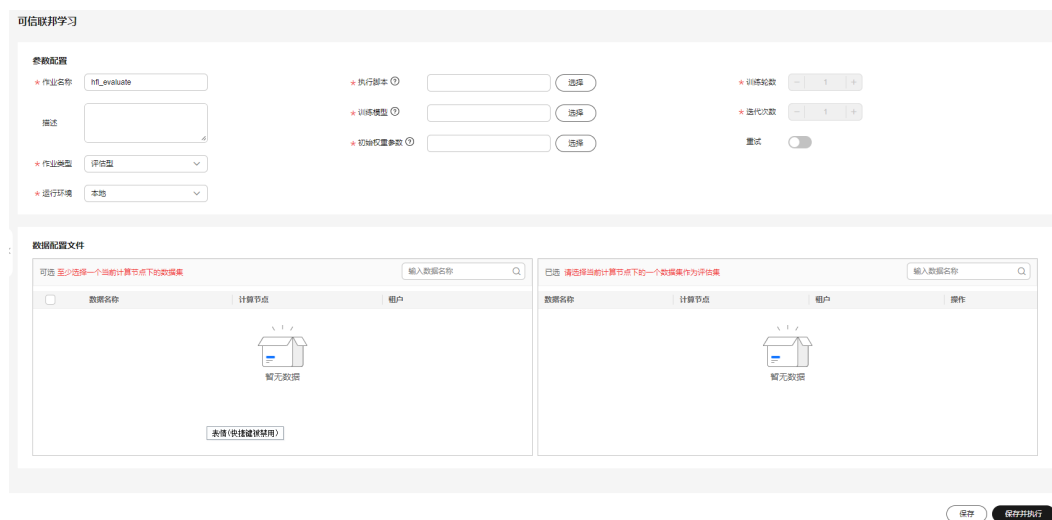 可信联邦学习
参数配置
* 作业名称 hfl_evaluate * 执行脚本 ? 选择 * 训练轮数 - 1 +
描述 * 训练模型 ? 选择 * 迭代次数 - 1 +
* 初始权重参数 ? 选择 重试
* 作业类型 评估型
* 运行环境 本地
数据配置文件
可选 至少选择一个当前计算节点下的数据集 输入数据名称 已选 请选择当前计算节点下的一个数据集作为评估集 输入数据名称
数据名称 计算节点 租户 数据名称 计算节点 租户 操作
暂无数据 暂无数据
表情(快捷键被禁用)
保存 保存并执行